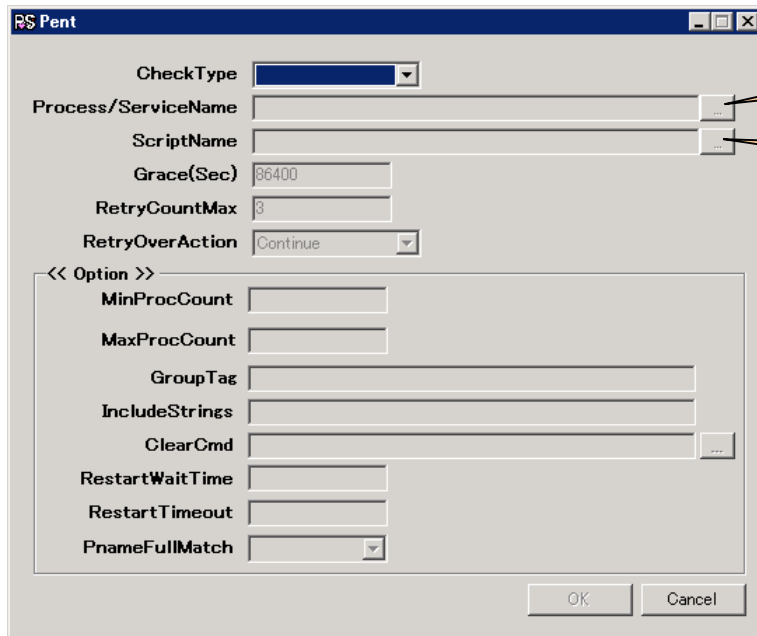 RS Pent
CheckType
Process/ServiceName ...
ScriptName ...
Grace(Sec) 86400
RetryCountMax 3
RetryOverAction Continue
<< Option >>
MinProcCount
MaxProcCount
GroupTag
IncludeStrings
ClearCmd ...
RestartWaitTime
RestartTimeout
PnameFullMatch
OK Cancel